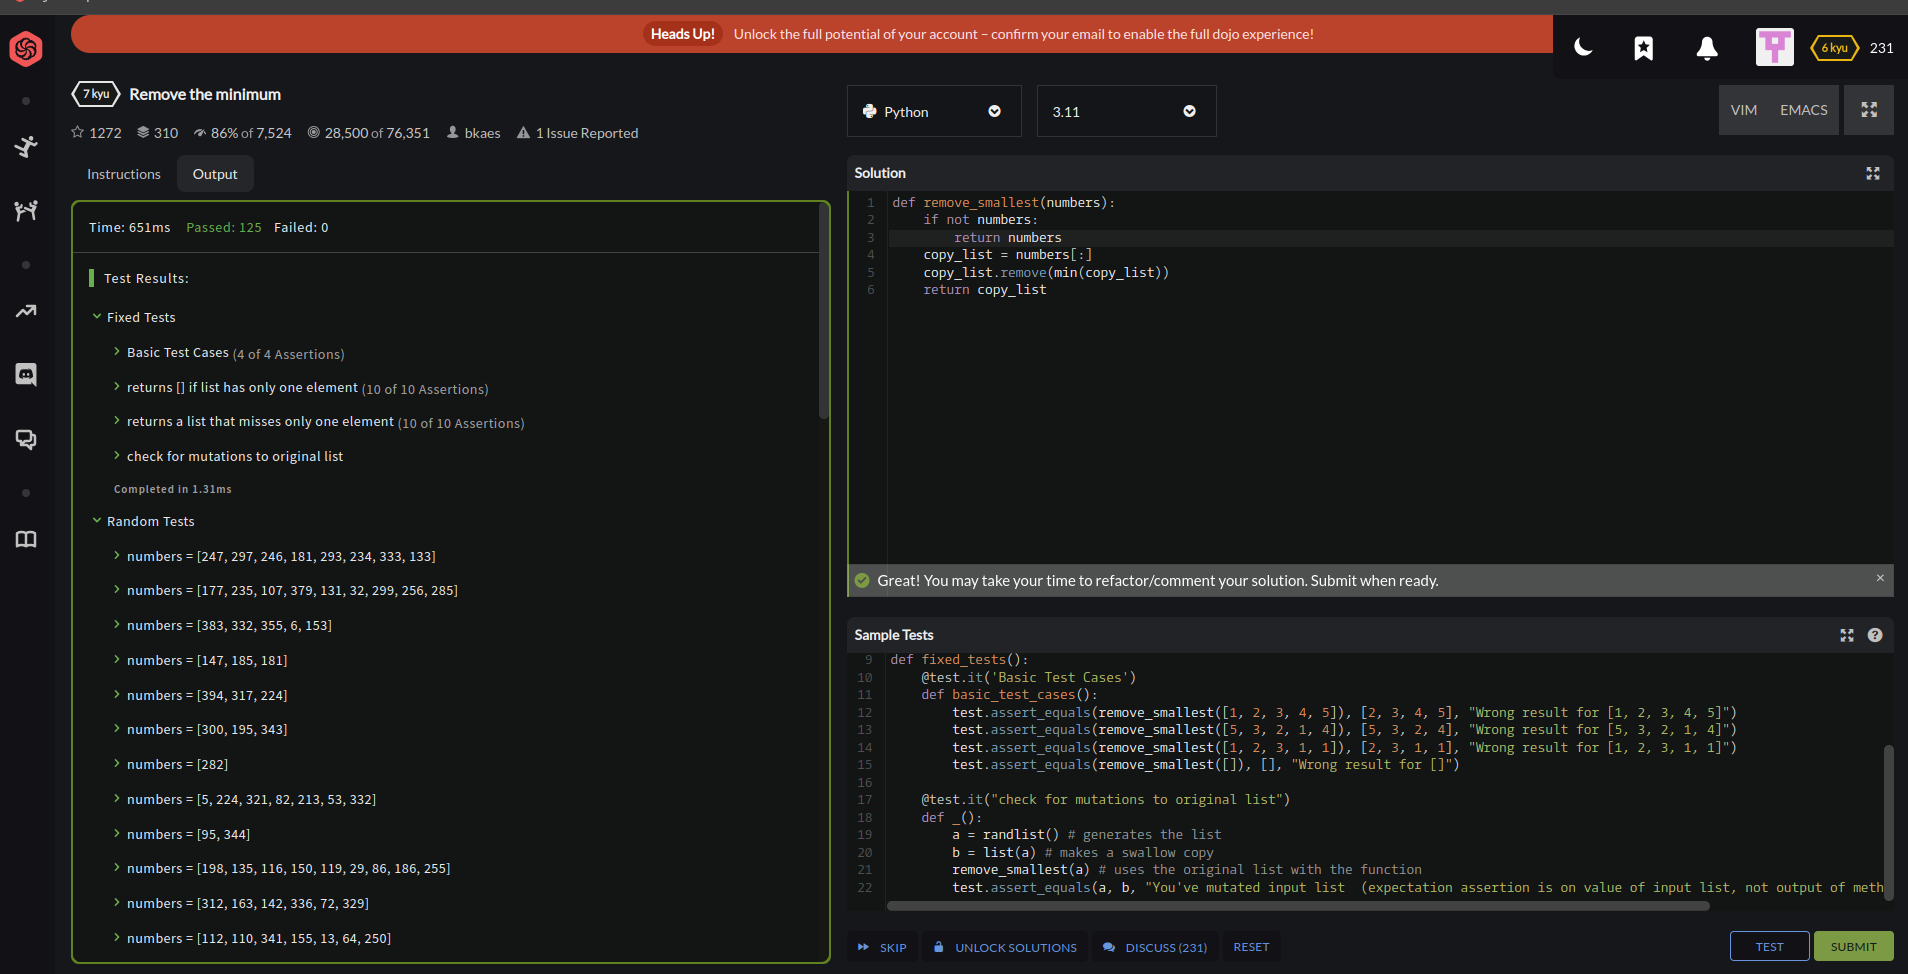 Heads Up! Unlock the full potential of your account – confirm your email to enable the full dojo experience!
6 kyu 231
7 kyu Remove the minimum
1272 310 86% of 7,524 28,500 of 76,351 bkaes 1 Issue Reported
Instructions Output
Time: 651ms Passed: 125 Failed: 0
Test Results:
Fixed Tests
Basic Test Cases (4 of 4 Assertions)
returns [] if list has only one element (10 of 10 Assertions)
returns a list that misses only one element (10 of 10 Assertions)
check for mutations to original list
Completed in 1.31ms
Random Tests
numbers = [247, 297, 246, 181, 293, 234, 333, 133]
numbers = [177, 235, 107, 379, 131, 32, 299, 256, 285]
numbers = [383, 332, 355, 6, 153]
numbers = [147, 185, 181]
numbers = [394, 317, 224]
numbers = [300, 195, 343]
numbers = [282]
numbers = [5, 224, 321, 82, 213, 53, 332]
numbers = [95, 344]
numbers = [198, 135, 116, 150, 119, 29, 86, 186, 255]
numbers = [312, 163, 142, 336, 72, 329]
numbers = [112, 110, 341, 155, 13, 64, 250]
Python 3.11 VIM EMACS
Solution
1 def remove_smallest(numbers):
2     if not numbers:
3         return numbers
4     copy_list = numbers[:]
5     copy_list.remove(min(copy_list))
6     return copy_list
Great! You may take your time to refactor/comment your solution. Submit when ready. ×
Sample Tests ?
9 def fixed_tests():
10     @test.it('Basic Test Cases')
11     def basic_test_cases():
12         test.assert_equals(remove_smallest([1, 2, 3, 4, 5]), [2, 3, 4, 5], "Wrong result for [1, 2, 3, 4, 5]")
13         test.assert_equals(remove_smallest([5, 3, 2, 1, 4]), [5, 3, 2, 4], "Wrong result for [5, 3, 2, 1, 4]")
14         test.assert_equals(remove_smallest([1, 2, 3, 1, 1]), [2, 3, 1, 1], "Wrong result for [1, 2, 3, 1, 1]")
15         test.assert_equals(remove_smallest([]), [], "Wrong result for []")
16
17     @test.it("check for mutations to original list")
18     def _():
19         a = randlist() # generates the list
20         b = list(a) # makes a swallow copy
21         remove_smallest(a) # uses the original list with the function
22         test.assert_equals(a, b, "You've mutated input list  (expectation assertion is on value of input list, not output of meth
SKIP UNLOCK SOLUTIONS DISCUSS (231) RESET TEST SUBMIT